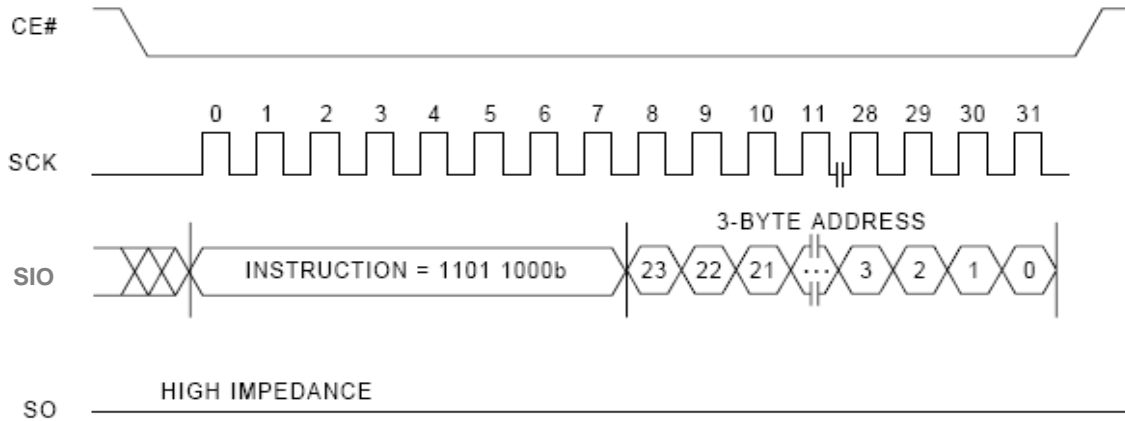 CE#
0 1 2 3 4 5 6 7 8 9 10 11 28 29 30 31
SCK
3-BYTE ADDRESS
SIO INSTRUCTION = 1101 1000b 23 22 21 ... 3 2 1 0
HIGH IMPEDANCE
SO